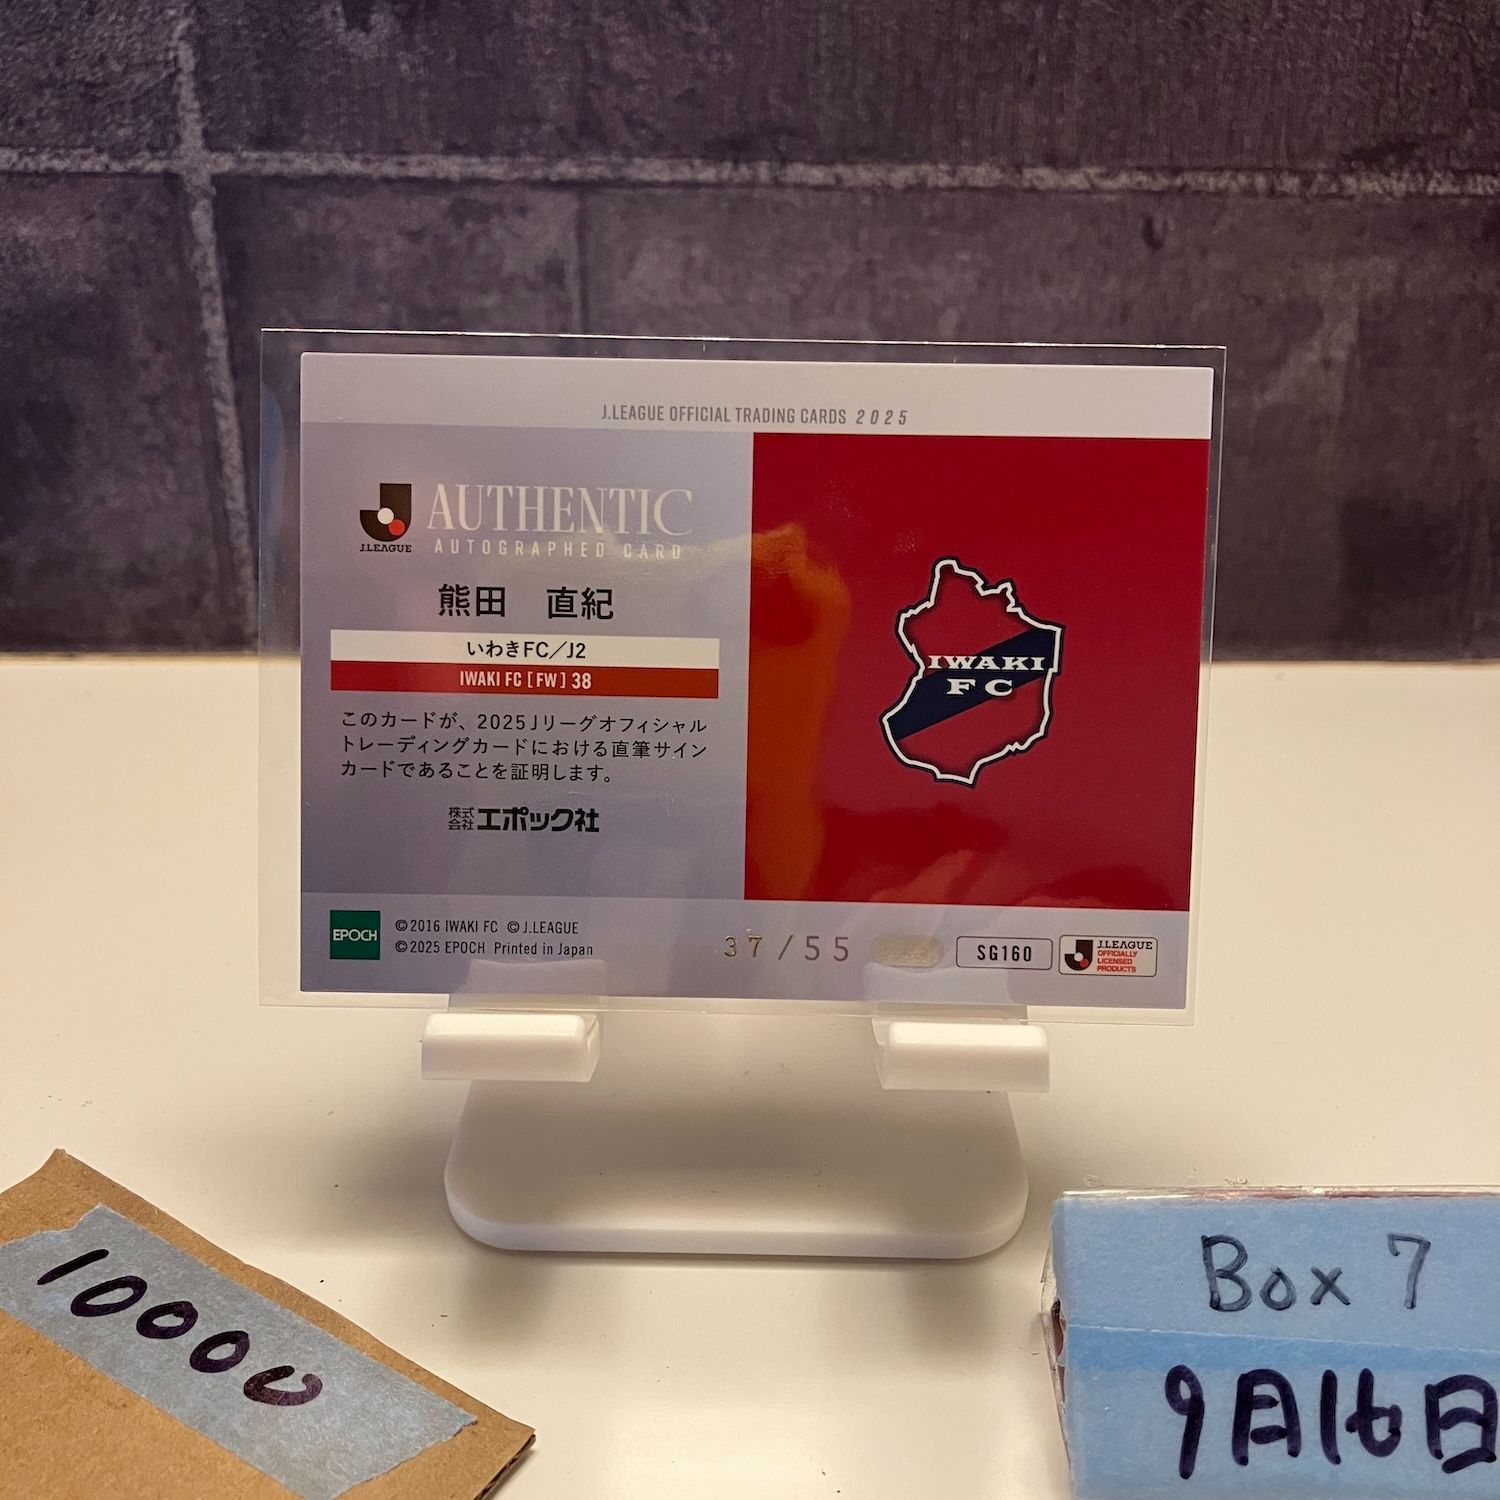 J.LEAGUE OFFICIAL TRADING CARDS 2025
J.LEAGUE
AUTHENTIC
AUTOGRAPHED CARD
熊田 直紀
いわきFC／J2
IWAKI FC [ FW ] 38
このカードが、2025Jリーグオフィシャル
トレーディングカードにおける直筆サイン
カードであることを証明します。
株式会社エポック社
IWAKI
FC
EPOCH
©2016 IWAKI FC ©J.LEAGUE
©2025 EPOCH Printed in Japan
37/55
SG160
J.LEAGUE
OFFICIALLY
LICENSED
PRODUCTS
10000
Box 7
9月16日